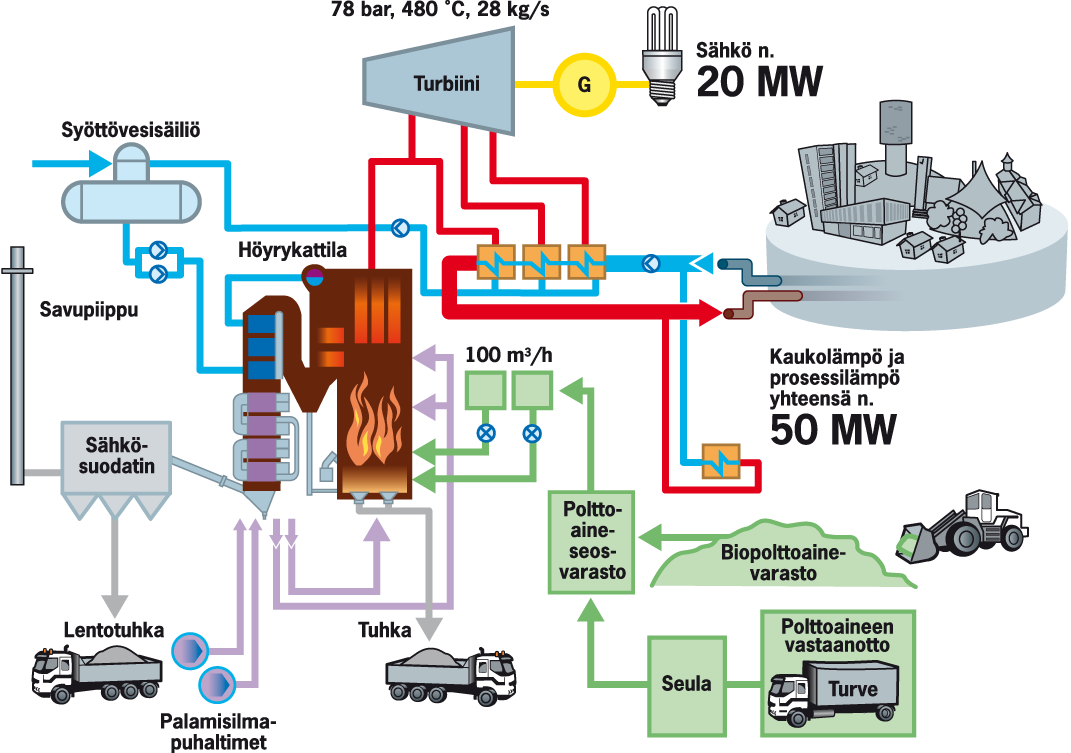 78 bar, 480 °C, 28 kg/s
Turbiini
G
Sähkö n.
20 MW
Syöttövesisäiliö
Höyrykattila
Savupiippu
100 m³/h
Kaukolämpö ja
prosessilämpö
yhteensä n.
50 MW
Sähkö-
suodatin
Poltto-
aine-
seos-
varasto
Biopolttoaine-
varasto
Lentotuhka
Tuhka
Polttoaineen
vastaanotto
Seula
Turve
Palamisilma-
puhaltimet